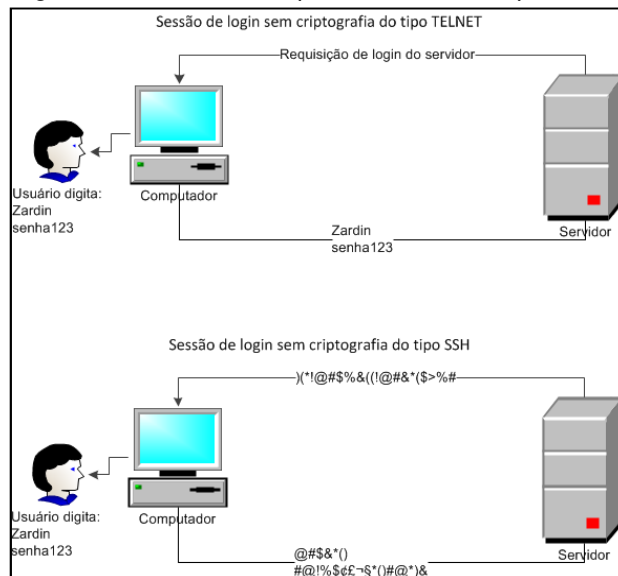 Sessão de login sem criptografia do tipo TELNET
Requisição de login do servidor
Usuário digita:
Zardin
senha123
Computador
Zardin
senha123
Servidor
Sessão de login sem criptografia do tipo SSH
)(*!@#$%&((!@#&*($>%#
Usuário digita:
Zardin
senha123
Computador
@#$&*()
#@!%$¢£¬§*()#@*)&
Servidor